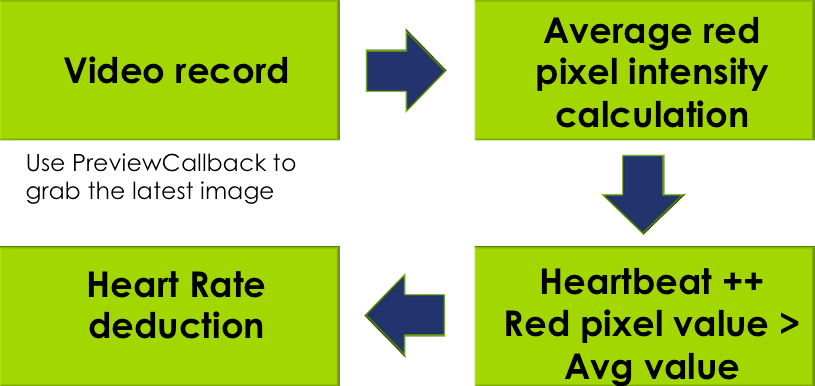 Video record
Average red
pixel intensity
calculation
Use PreviewCallback to
grab the latest image
Heartbeat ++
Red pixel value >
Avg value
Heart Rate
deduction